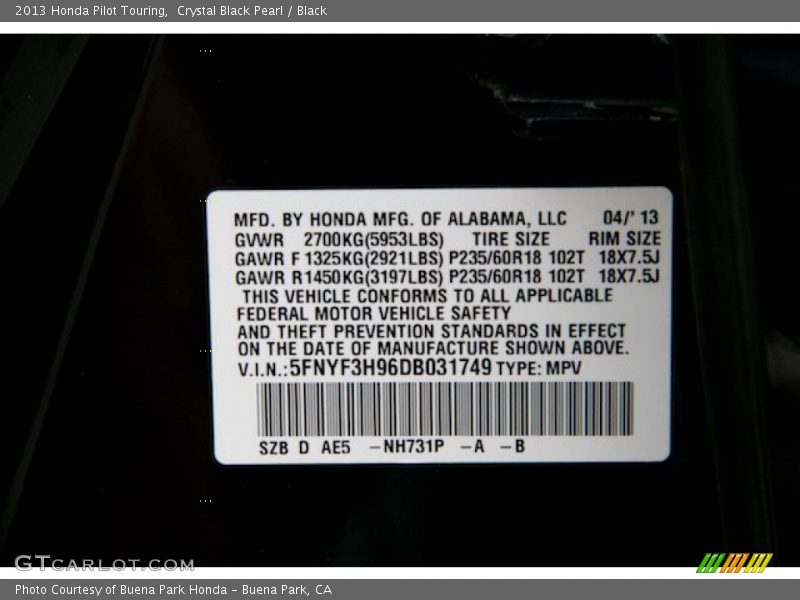 2013 Honda Pilot Touring,  Crystal Black Pearl / Black
MFD. BY HONDA MFG. OF ALABAMA, LLC 04/' 13
GVWR 2700KG(5953LBS) TIRE SIZE RIM SIZE
GAWR F 1325KG(2921LBS) P235/60R18 102T 18X7.5J
GAWR R1450KG(3197LBS) P235/60R18 102T 18X7.5J
THIS VEHICLE CONFORMS TO ALL APPLICABLE
FEDERAL MOTOR VEHICLE SAFETY
AND THEFT PREVENTION STANDARDS IN EFFECT
ON THE DATE OF MANUFACTURE SHOWN ABOVE.
V.I.N.:5FNYF3H96DB031749 TYPE: MPV
SZB D AE5 -NH731P -A -B
GTCARLOT.COM
Photo Courtesy of Buena Park Honda - Buena Park, CA